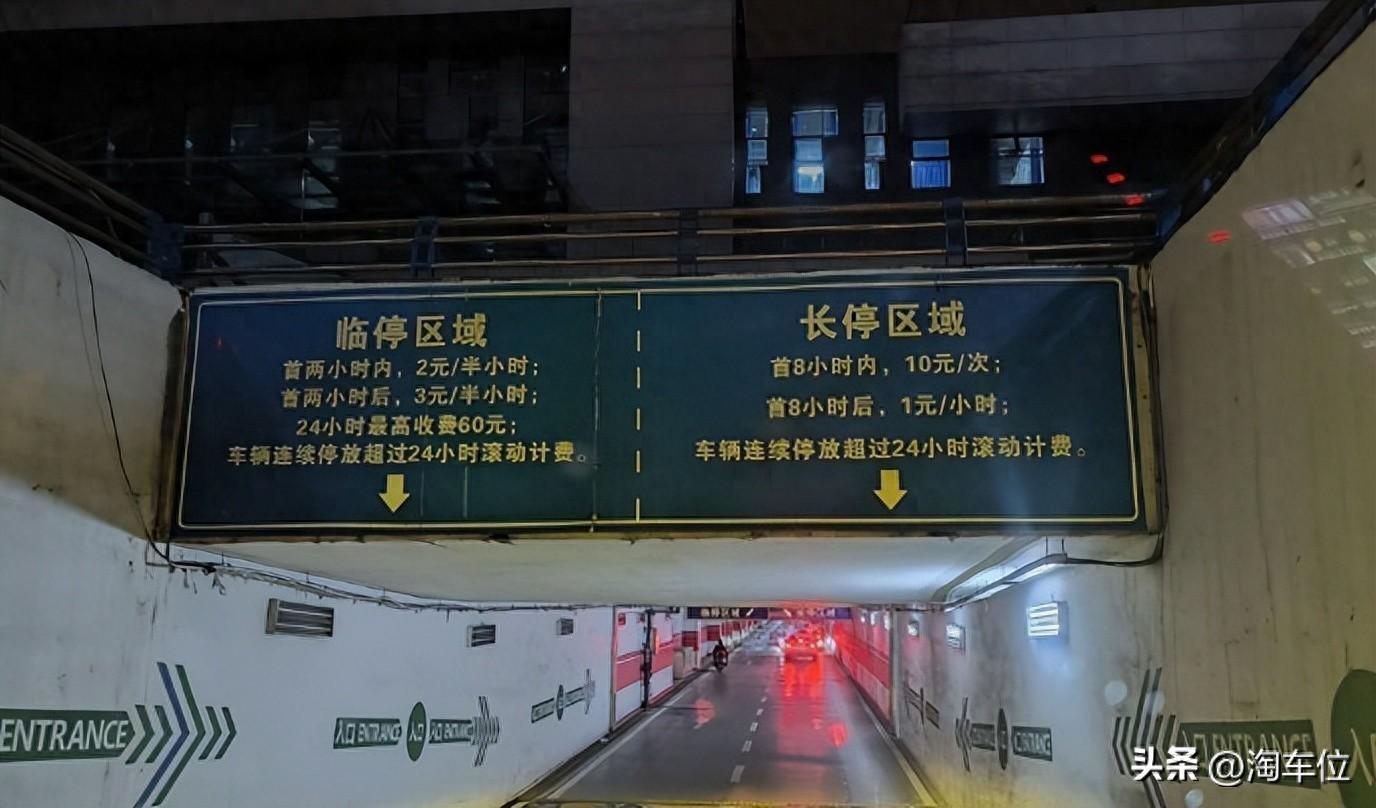 临停区域
首两小时内，2元/半小时；
首两小时后，3元/半小时；
24小时最高收费60元；
车辆连续停放超过24小时滚动计费。
长停区域
首8小时内，10元/次；
首8小时后，1元/小时；
车辆连续停放超过24小时滚动计费。
ENTRANCE
入口 ENTRANCE
入口
入口 ENTRANCE
口 ENTRANCE
头条 @淘车位